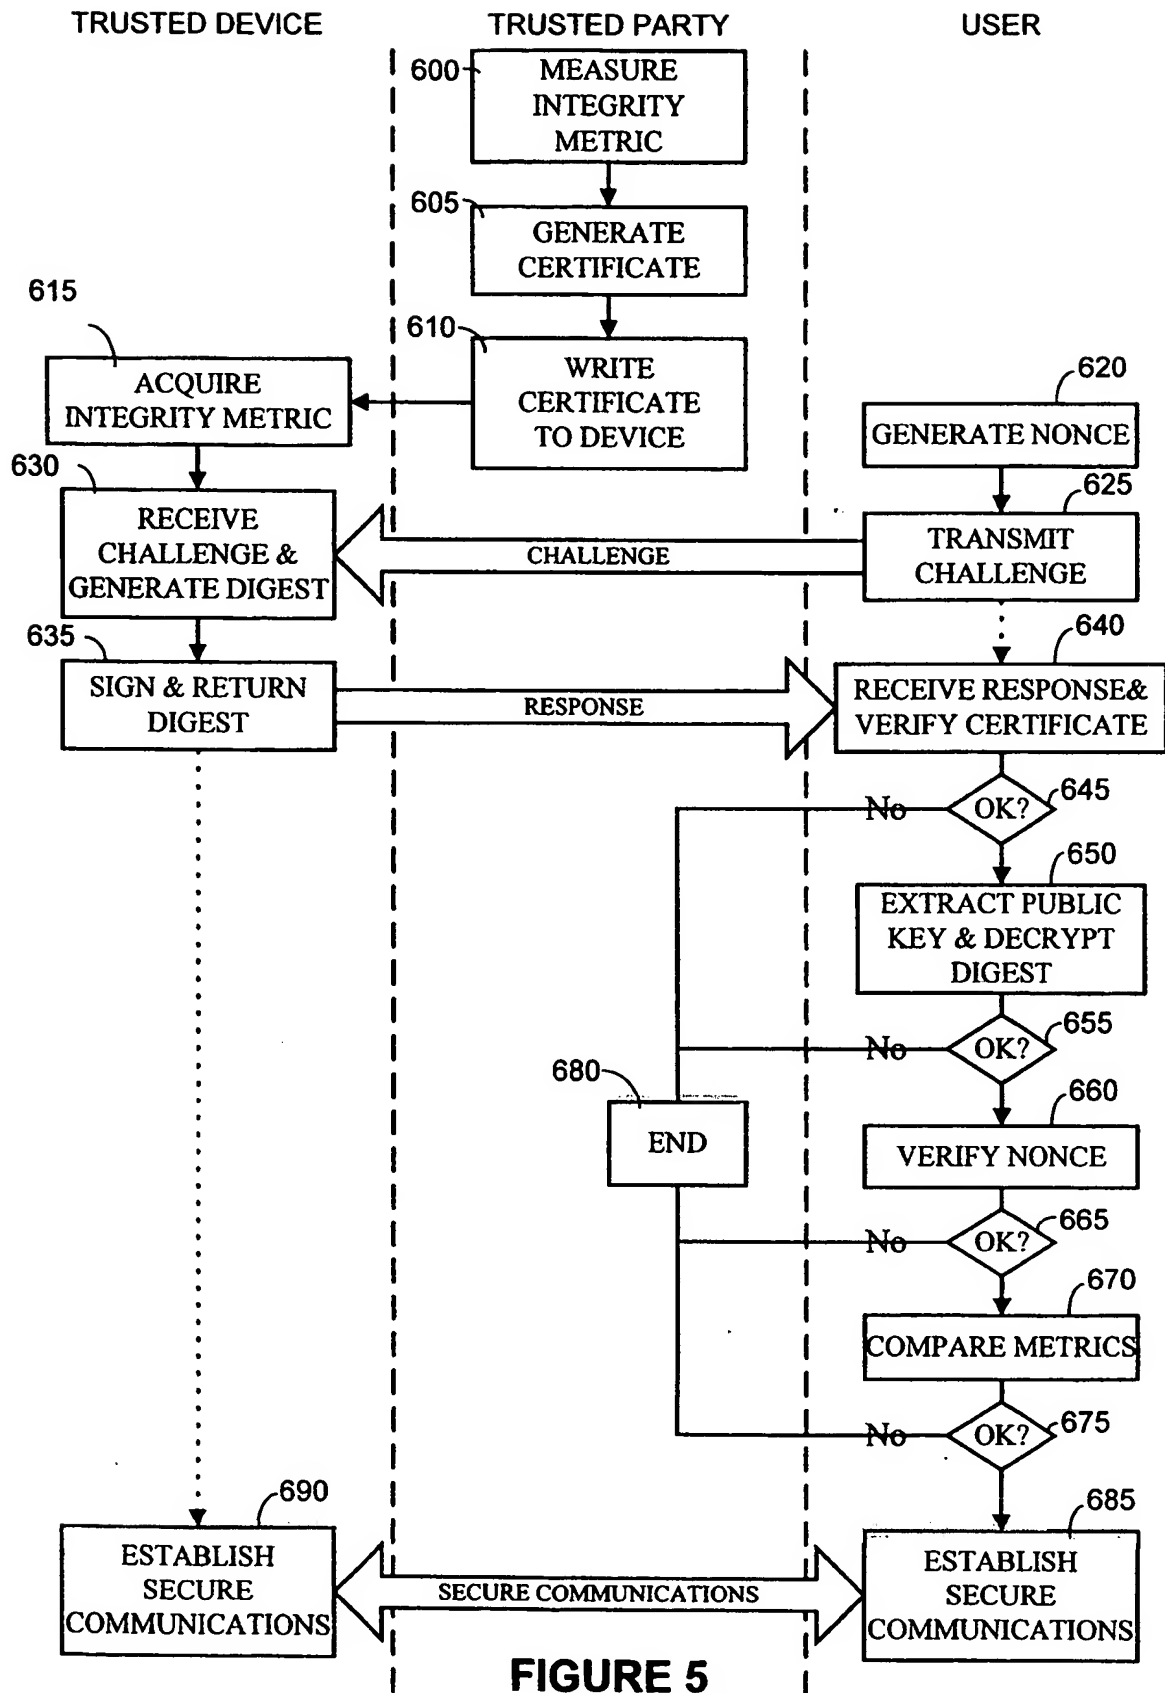 TRUSTED DEVICE
TRUSTED PARTY
USER
600
MEASURE
INTEGRITY
METRIC
605
GENERATE
CERTIFICATE
610
WRITE
CERTIFICATE
TO DEVICE
615
ACQUIRE
INTEGRITY METRIC
620
GENERATE NONCE
625
TRANSMIT
CHALLENGE
CHALLENGE
630
RECEIVE
CHALLENGE &
GENERATE DIGEST
635
SIGN & RETURN
DIGEST
RESPONSE
640
RECEIVE RESPONSE&
VERIFY CERTIFICATE
645
OK?
No
650
EXTRACT PUBLIC
KEY & DECRYPT
DIGEST
655
OK?
No
680
END
660
VERIFY NONCE
665
OK?
No
670
COMPARE METRICS
675
OK?
No
690
ESTABLISH
SECURE
COMMUNICATIONS
SECURE COMMUNICATIONS
685
ESTABLISH
SECURE
COMMUNICATIONS
FIGURE 5